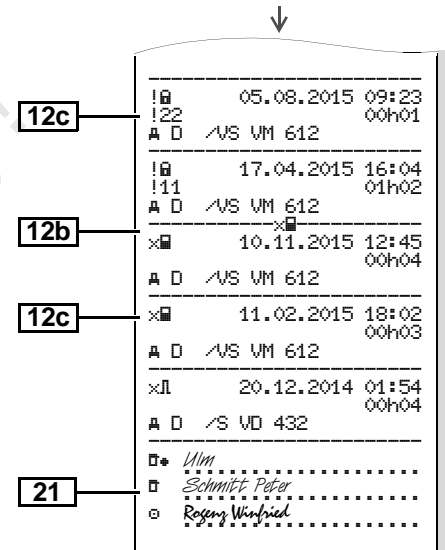 05.08.2015 09:23
12c
!22 00h01
A D /VS VM 612
17.04.2015 16:04
!11 01h02
A D /VS VM 612
12b
x 10.11.2015 12:45
00h04
A D /VS VM 612
12c
x 11.02.2015 18:02
00h03
A D /VS VM 612
x 20.12.2014 01:54
00h04
A D /S VD 432
Ulm
21
Schmitt Peter
Rogenz Winfried